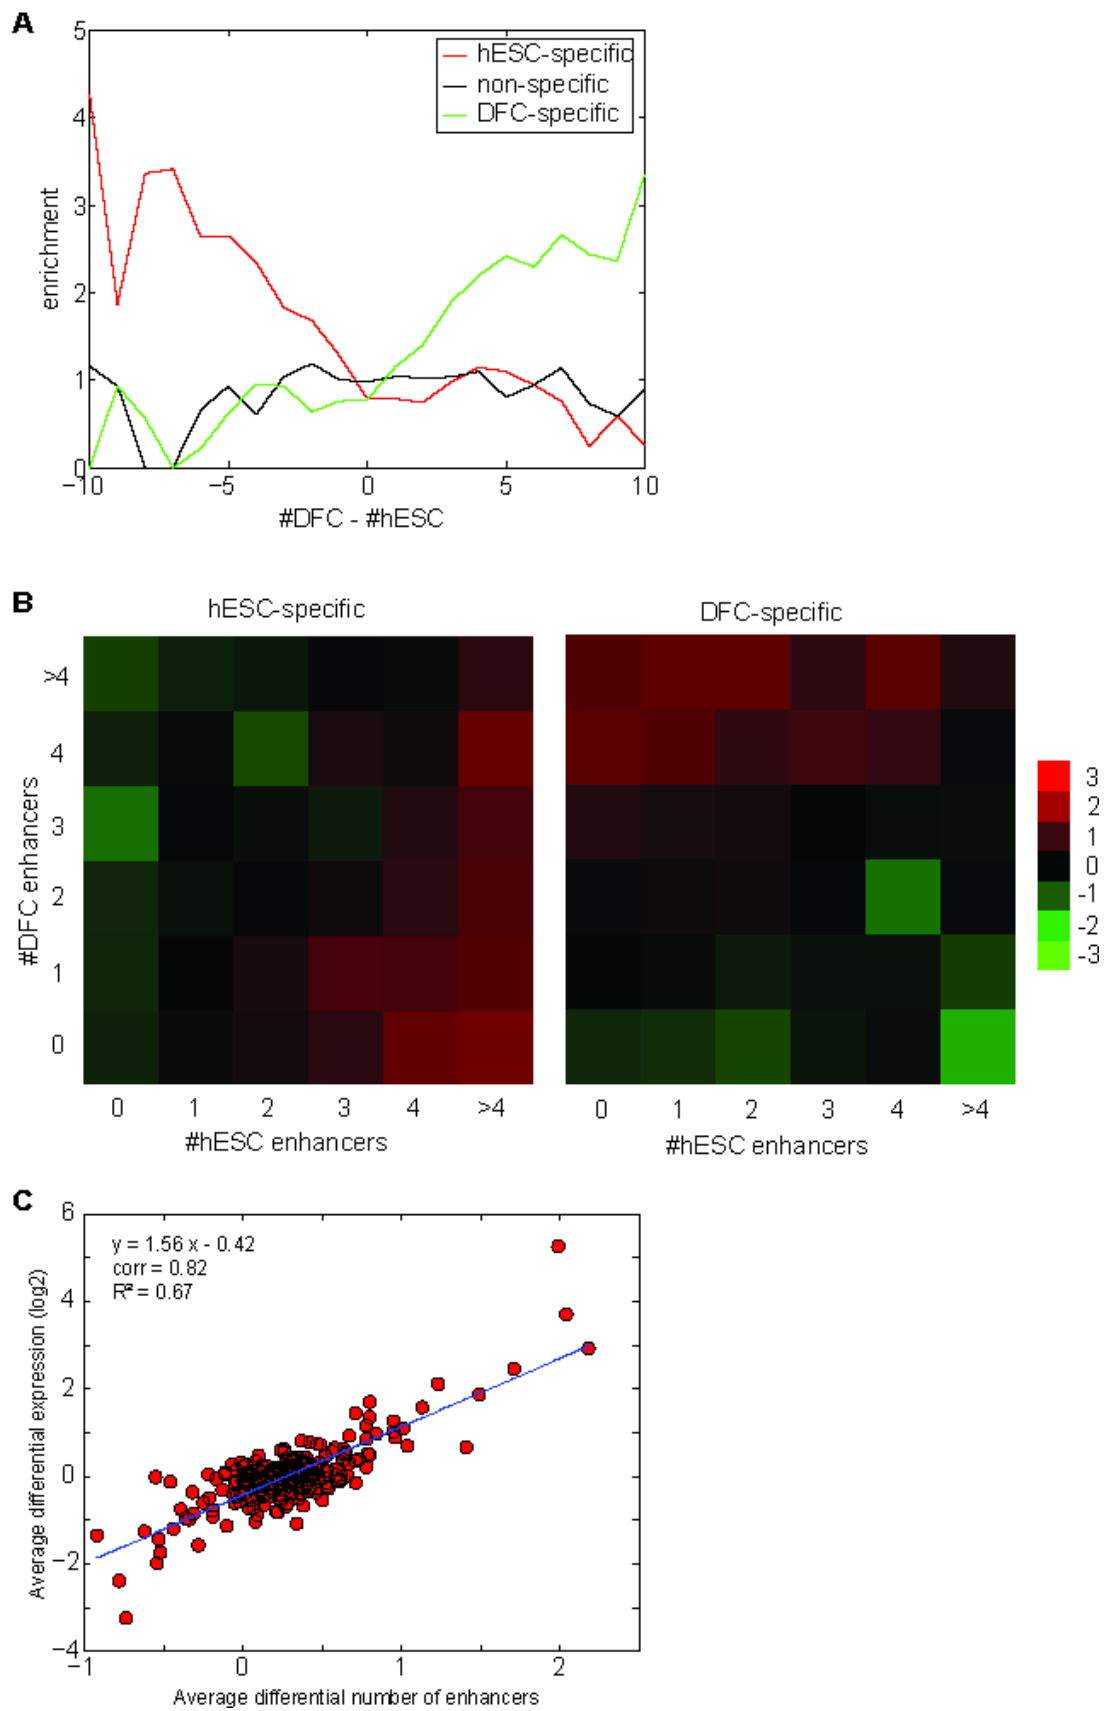 A
5
4
3
2
1
0
enrichment
hESC-specific
non-specific
DFC-specific
−10 −5 0 5 10
#DFC - #hESC
B
hESC-specific
DFC-specific
>4
4
3
2
1
0
#DFC enhancers
0 1 2 3 4 >4
#hESC enhancers
0 1 2 3 4 >4
#hESC enhancers
3
2
1
0
-1
-2
-3
C
6
4
2
0
−2
−4
Average differential expression (log2)
y = 1.56 x - 0.42
corr = 0.82
R² = 0.67
−1 0 1 2
Average differential number of enhancers